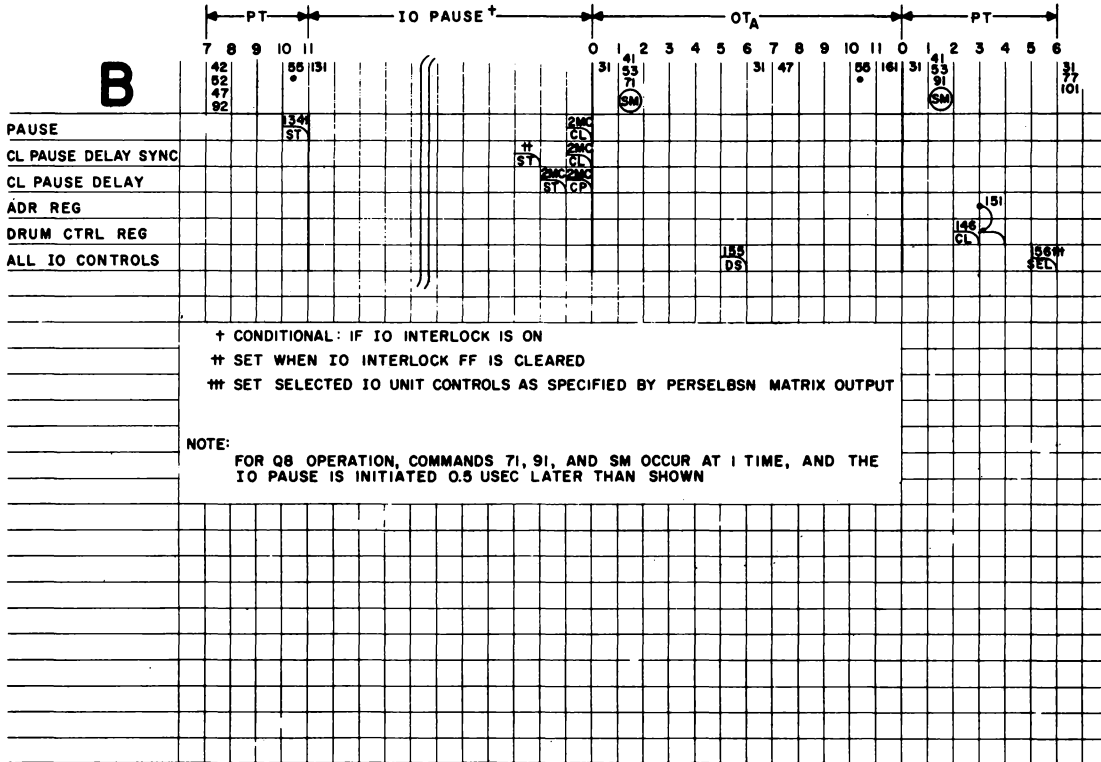 PT IO PAUSE† OTA PT
7 8 9 10 11 0 1 2 3 4 5 6 7 8 9 10 11 0 1 2 3 4 5 6
B
42 55 131 31 41 31 47 55 161 31 41 31
52 53 53 77
47 71 91 101
92 SM SM
PAUSE 134† ST 2MC CL
CL PAUSE DELAY SYNC †† ST 2MC CL
CL PAUSE DELAY 2MC ST 2MC CP
ADR REG 151
DRUM CTRL REG 146 CL
ALL IO CONTROLS 155 DS 156††† SEL
† CONDITIONAL: IF IO INTERLOCK IS ON
†† SET WHEN IO INTERLOCK FF IS CLEARED
††† SET SELECTED IO UNIT CONTROLS AS SPECIFIED BY PERSELBSN MATRIX OUTPUT
NOTE:
FOR Q8 OPERATION, COMMANDS 71, 91, AND SM OCCUR AT 1 TIME, AND THE
IO PAUSE IS INITIATED 0.5 USEC LATER THAN SHOWN